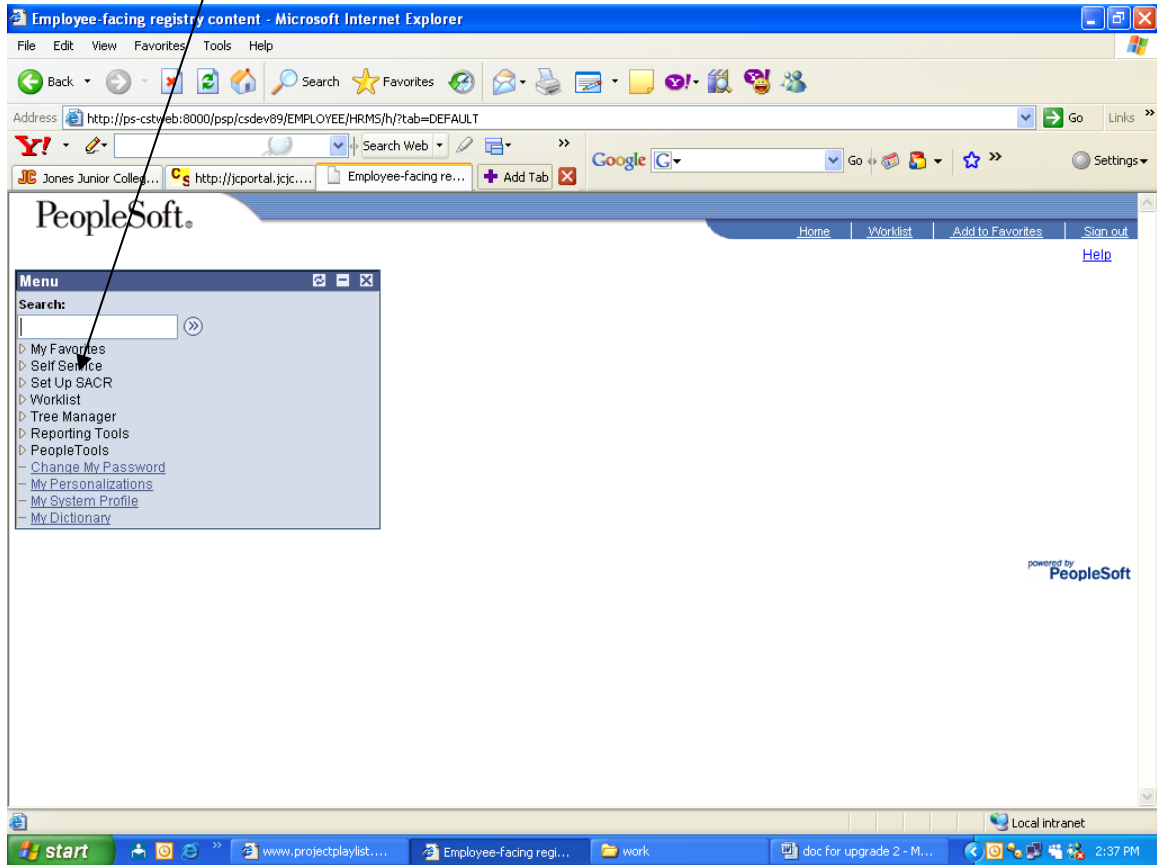 Employee-facing registry content - Microsoft Internet Explorer
File Edit View Favorites Tools Help
Back Search Favorites
Address http://ps-cstweb:8000/psp/csdev89/EMPLOYEE/HRMS/h/?tab=DEFAULT Go Links »
Y! Search Web » Google G Go » Settings
JC Jones Junior Colleg... Cs http://jcportal.jcjc.... Employee-facing re... Add Tab
PeopleSoft®
Home Worklist Add to Favorites Sign out
Help
Menu
Search:
My Favorites
Self Service
Set Up SACR
Worklist
Tree Manager
Reporting Tools
PeopleTools
Change My Password
My Personalizations
My System Profile
My Dictionary
powered by
PeopleSoft
Local intranet
start » www.projectplaylist.... Employee-facing regi... work doc for upgrade 2 - M... 2:37 PM